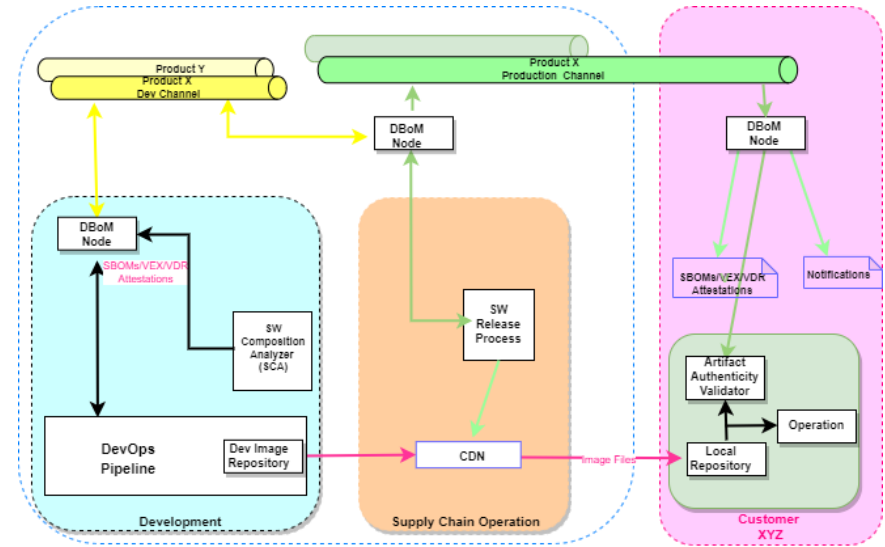 Product Y
Product X
Dev Channel
Product X
Production Channel
DBoM
Node
DBoM
Node
DBoM
Node
SBOMs/VEX/VDR
Attestations
SBOMs/VEX/VDR
Attestations
Notifications
SW
Composition
Analyzer
(SCA)
SW
Release
Process
Artifact
Authenticity
Validator
Operation
DevOps
Pipeline
Dev Image
Repository
CDN
Image Files
Local
Repository
Development
Supply Chain Operation
Customer
XYZ